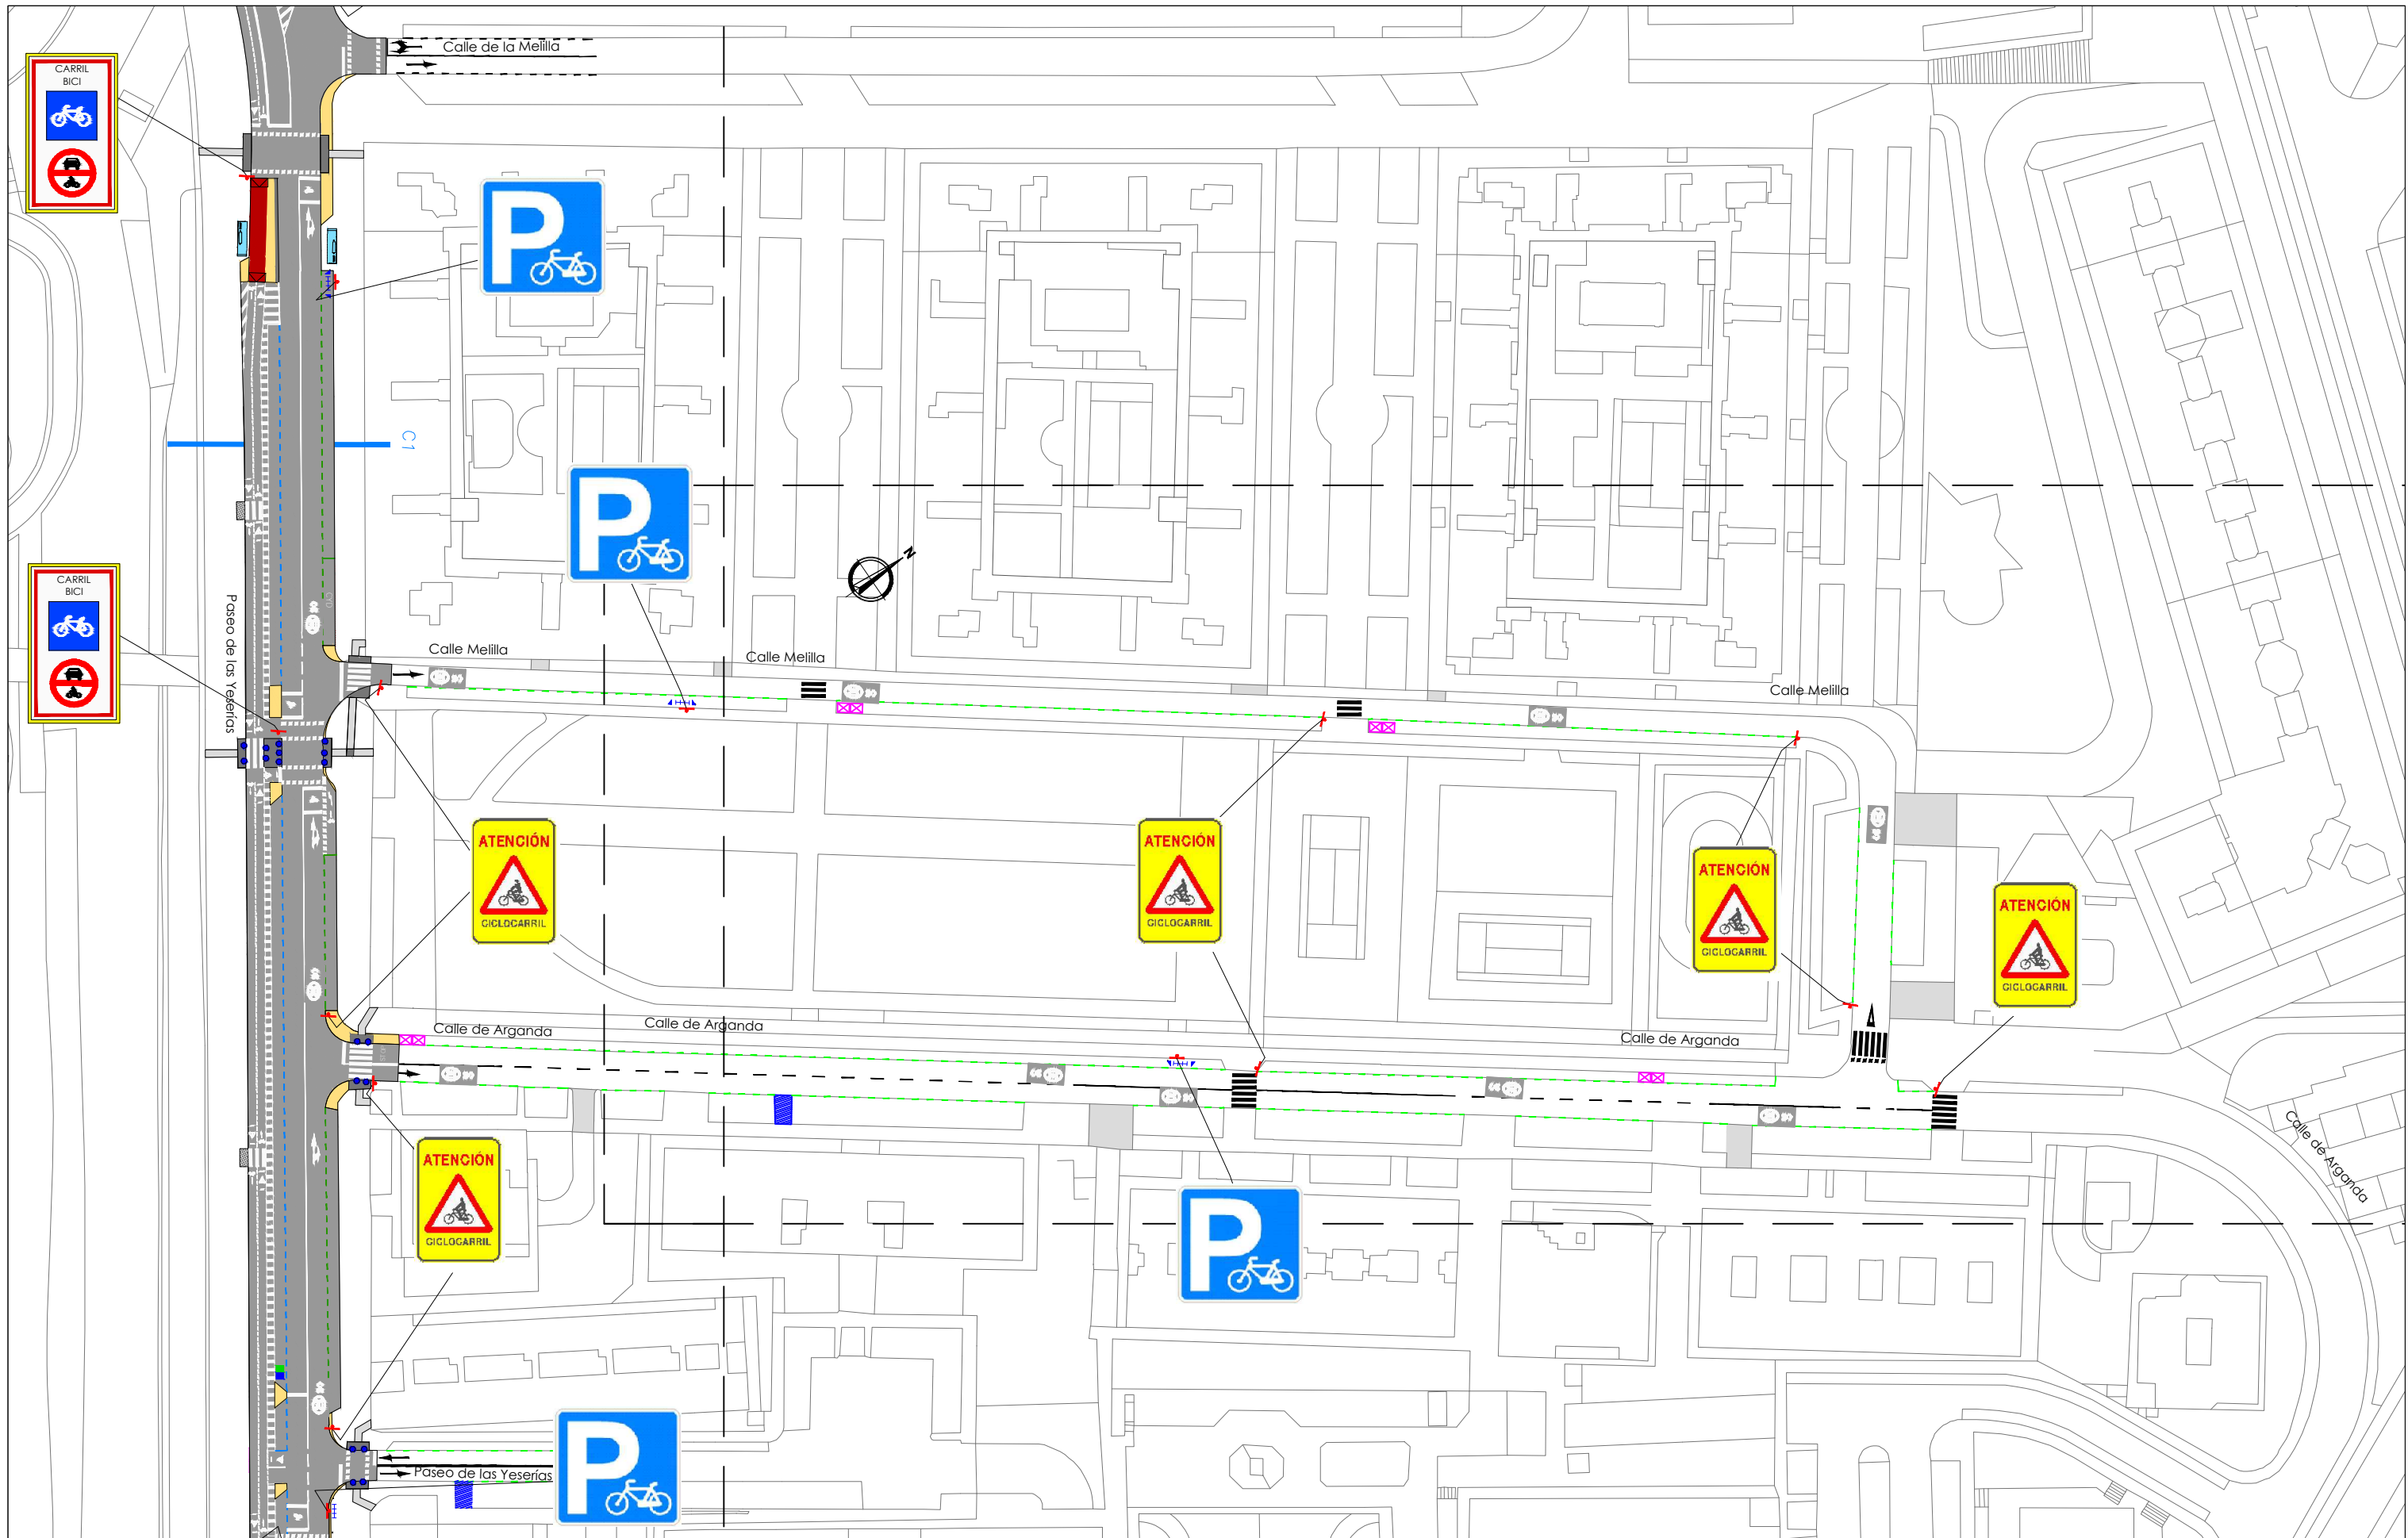 Calle de la Melilla
CARRIL
BICI
P
C1
P
N
CARRIL
BICI
Paseo de las Yeserías
Calle Melilla
Calle Melilla
Calle Melilla
ATENCIÓN
CICLOCARRIL
ATENCIÓN
CICLOCARRIL
ATENCIÓN
CICLOCARRIL
ATENCIÓN
CICLOCARRIL
Calle de Arganda
Calle de Arganda
Calle de Arganda
Calle de Arganda
ATENCIÓN
CICLOCARRIL
P
P
Paseo de las Yeserías